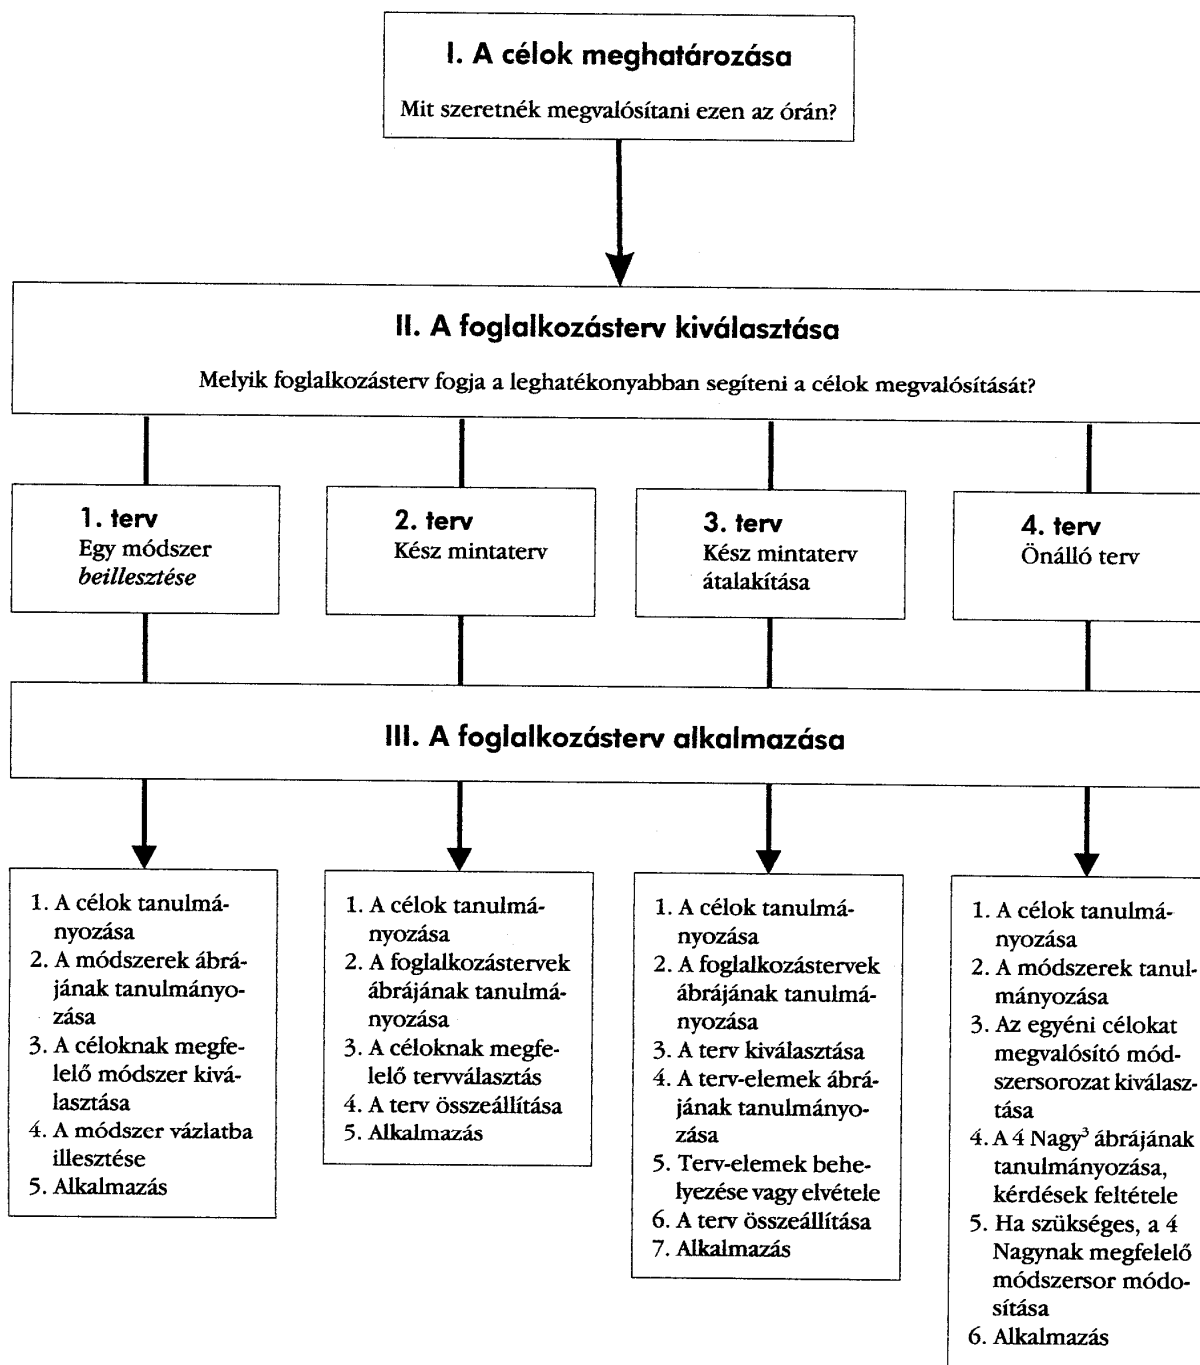 I. A célok meghatározása
Mit szeretnék megvalósítani ezen az órán?
II. A foglalkozásterv kiválasztása
Melyik foglalkozásterv fogja a leghatékonyabban segíteni a célok megvalósítását?
1. terv
Egy módszer
beillesztése
2. terv
Kész mintaterv
3. terv
Kész mintaterv
átalakítása
4. terv
Önálló terv
III. A foglalkozásterv alkalmazása
1. A célok tanulmá-
nyozása
2. A módszerek ábrá-
jának tanulmányo-
zása
3. A céloknak megfe-
lelő módszer kivá-
lasztása
4. A módszer vázlatba
illesztése
5. Alkalmazás
1. A célok tanulmá-
nyozása
2. A foglalkozástervek
ábrájának tanulmá-
nyozása
3. A céloknak megfe-
lelő tervválasztás
4. A terv összeállítása
5. Alkalmazás
1. A célok tanulmá-
nyozása
2. A foglalkozástervek
ábrájának tanulmá-
nyozása
3. A terv kiválasztása
4. A terv-elemek ábrá-
jának tanulmányo-
zása
5. Terv-elemek behe-
lyezése vagy elvétele
6. A terv összeállítása
7. Alkalmazás
1. A célok tanulmá-
nyozása
2. A módszerek tanul-
mányozása
3. Az egyéni célokat
megvalósító mód-
szersorozat kiválasz-
tása
4. A 4 Nagy³ ábrájának
tanulmányozása,
kérdések feltétele
5. Ha szükséges, a 4
Nagynak megfelelő
módszersor módo-
sítása
6. Alkalmazás